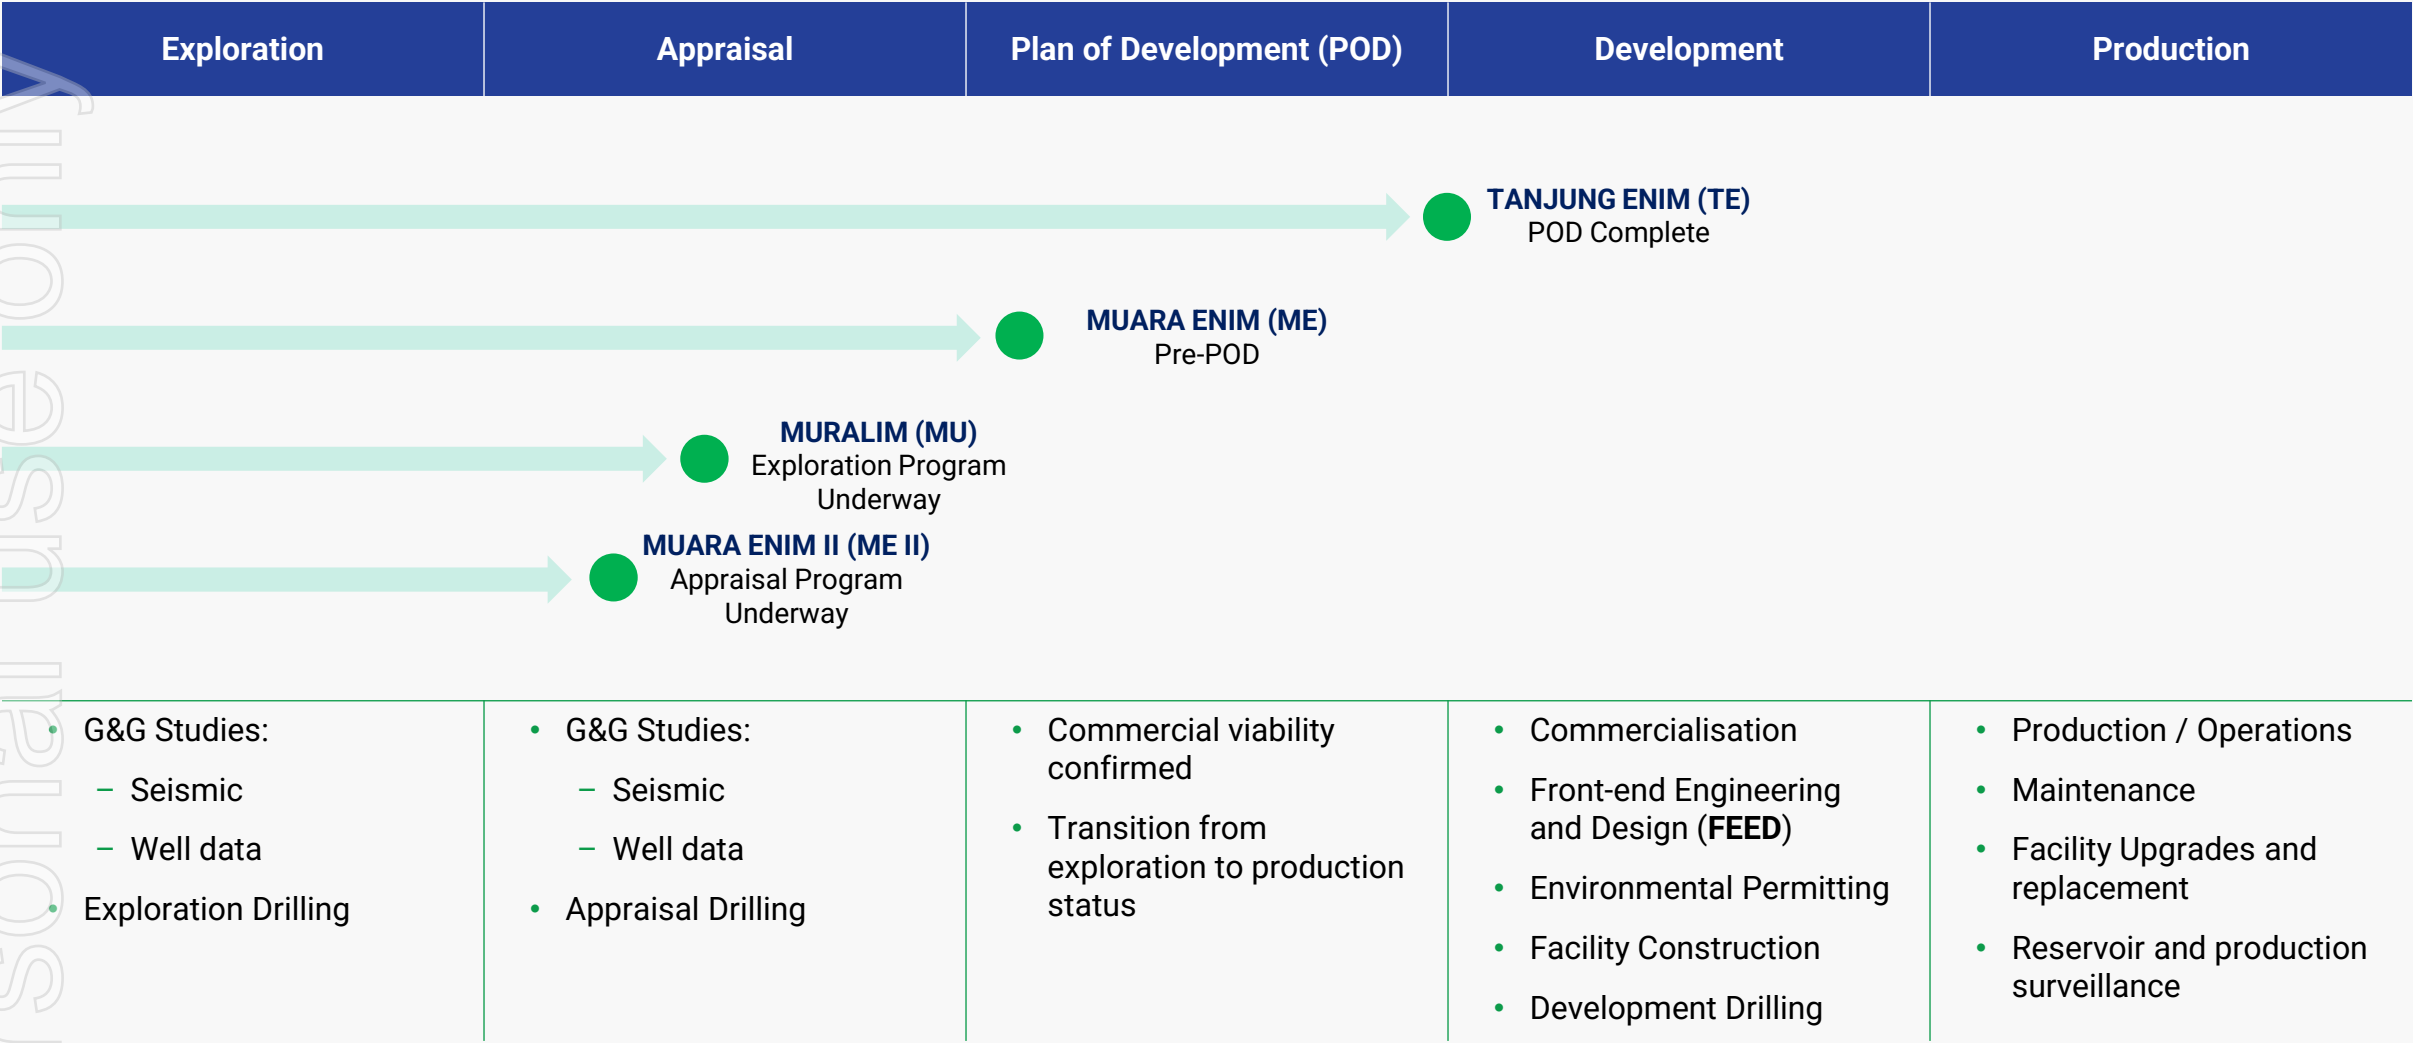 Exploration
Appraisal
Plan of Development (POD)
Development
Production
TANJUNG ENIM (TE)
POD Complete
MUARA ENIM (ME)
Pre-POD
MURALIM (MU)
Exploration Program
Underway
MUARA ENIM II (ME II)
Appraisal Program
Underway
• G&G Studies:
– Seismic
– Well data
• Exploration Drilling
• G&G Studies:
– Seismic
– Well data
• Appraisal Drilling
• Commercial viability
confirmed
• Transition from
exploration to production
status
• Commercialisation
• Front-end Engineering
and Design (FEED)
• Environmental Permitting
• Facility Construction
• Development Drilling
• Production / Operations
• Maintenance
• Facility Upgrades and
replacement
• Reservoir and production
surveillance
rsonal use only